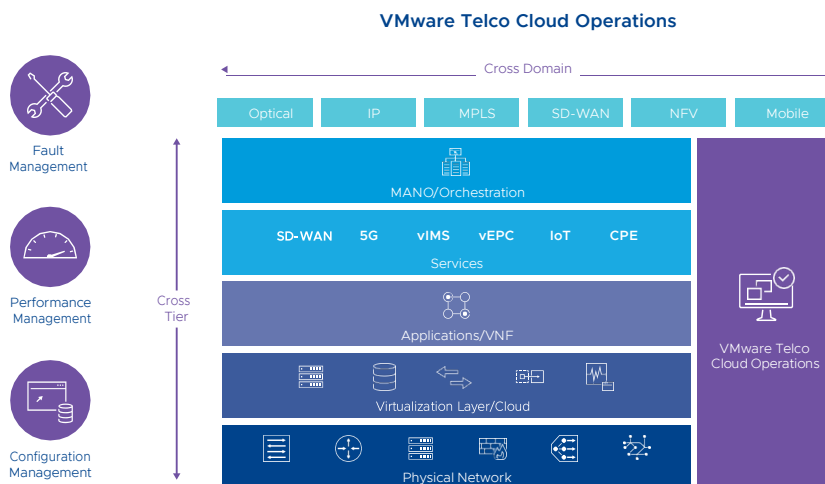 VMware Telco Cloud Operations
Cross Domain
Optical
IP
MPLS
SD-WAN
NFV
Mobile
Fault
Management
Performance
Management
Configuration
Management
Cross
Tier
MANO/Orchestration
SD-WAN 5G vIMS vEPC IoT CPE
Services
Applications/VNF
Virtualization Layer/Cloud
Physical Network
VMware Telco
Cloud Operations